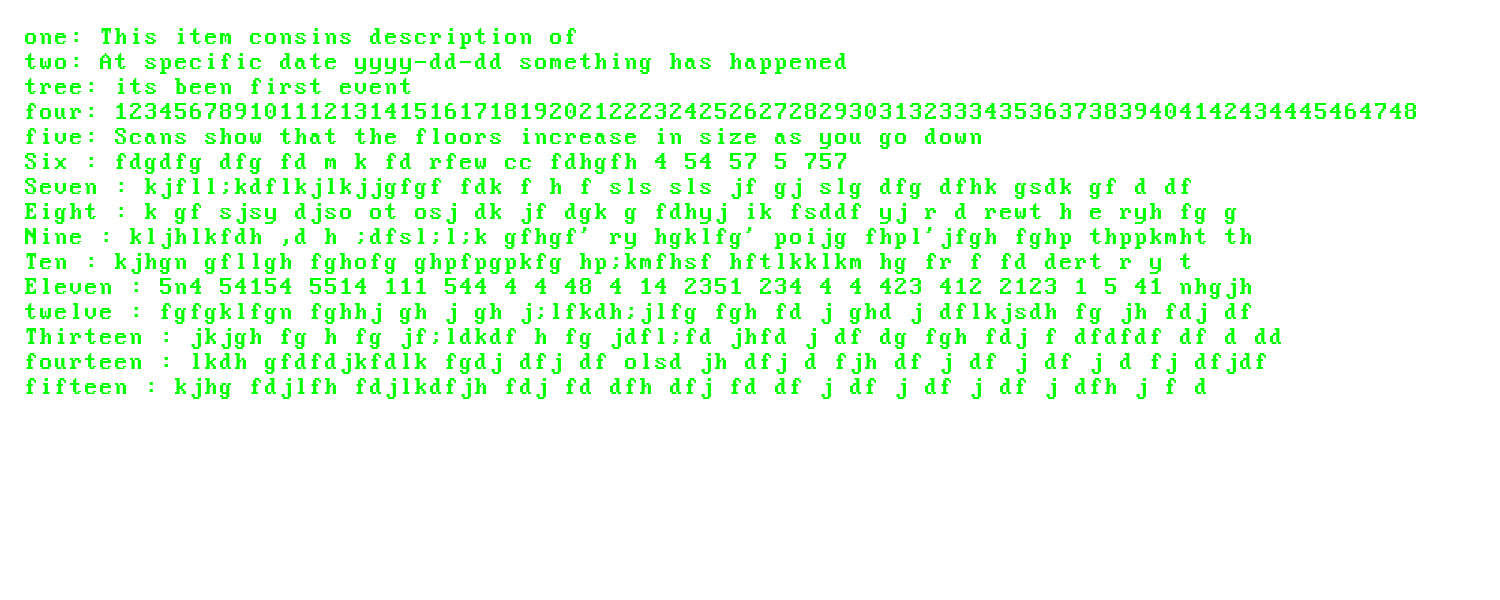 one: This item consins description of
two: At specific date yyyy-dd-dd something has happened
tree: its been first event
four: 123456789101112131415161718192021222324252627282930313233343536373839404142434445464748
five: Scans show that the floors increase in size as you go down
Six : fdgdfg dfg fd m k fd rfew cc fdhgfh 4 54 57 5 757
Seven : kjfll;kdflkjlkjjgfgf fdk f h f sls sls jf gj slg dfg dfhk gsdk gf d df
Eight : k gf sjsy djso ot osj dk jf dgk g fdhyj ik fsddf yj r d rewt h e ryh fg g
Nine : kljhlkfdh ,d h ;dfsl;l;k gfhgf' ry hgklfg' poijg fhpl'jfgh fghp thppkmht th
Ten : kjhgn gfllgh fghofg ghpfpgpkfg hp;kmfhsf hftlkklkm hg fr f fd dert r y t
Eleven : 5n4 54154 5514 111 544 4 4 48 4 14 2351 234 4 4 423 412 2123 1 5 41 nhgjh
twelve : fgfgklfgn fghhj gh j gh j;lfkdh;jlfg fgh fd j ghd j dflkjsdh fg jh fdj df
Thirteen : jkjgh fg h fg jf;ldkdf h fg jdfl;fd jhfd j df dg fgh fdj f dfdfdf df d dd
fourteen : lkdh gfdfdjkfdlk fgdj dfj df olsd jh dfj d fjh df j df j df j d fj dfjdf
fifteen : kjhg fdjlfh fdjlkdfjh fdj fd dfh dfj fd df j df j df j df j dfh j f d